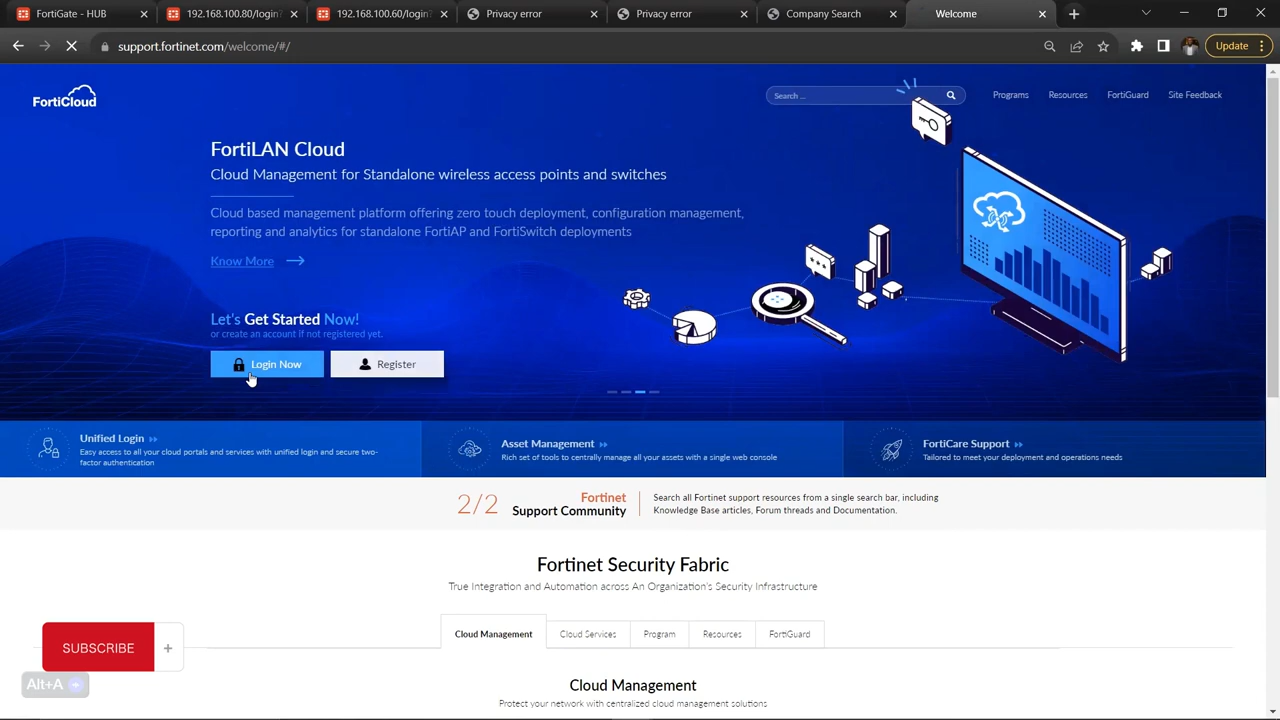 FortiGate - HUB
192.168.100.80/login?
192.168.100.60/login?
Privacy error
Privacy error
Company Search
Welcome
support.fortinet.com/welcome/#/
Update
FortiCloud
Search ...
Programs
Resources
FortiGuard
Site Feedback
FortiLAN Cloud
Cloud Management for Standalone wireless access points and switches
Cloud based management platform offering zero touch deployment, configuration management,
reporting and analytics for standalone FortiAP and FortiSwitch deployments
Know More
Let's Get Started Now!
or create an account if not registered yet.
Login Now
Register
Unified Login
Easy access to all your cloud portals and services with unified login and secure two-
factor authentication
Asset Management
Rich set of tools to centrally manage all your assets with a single web console
FortiCare Support
Tailored to meet your deployment and operations needs
2/2
Fortinet
Support Community
Search all Fortinet support resources from a single search bar, including
Knowledge Base articles, Forum threads and Documentation.
Fortinet Security Fabric
True Integration and Automation across An Organization's Security Infrastructure
Cloud Management
Cloud Services
Program
Resources
FortiGuard
SUBSCRIBE
+
Alt+A
Cloud Management
Protect your network with centralized cloud management solutions